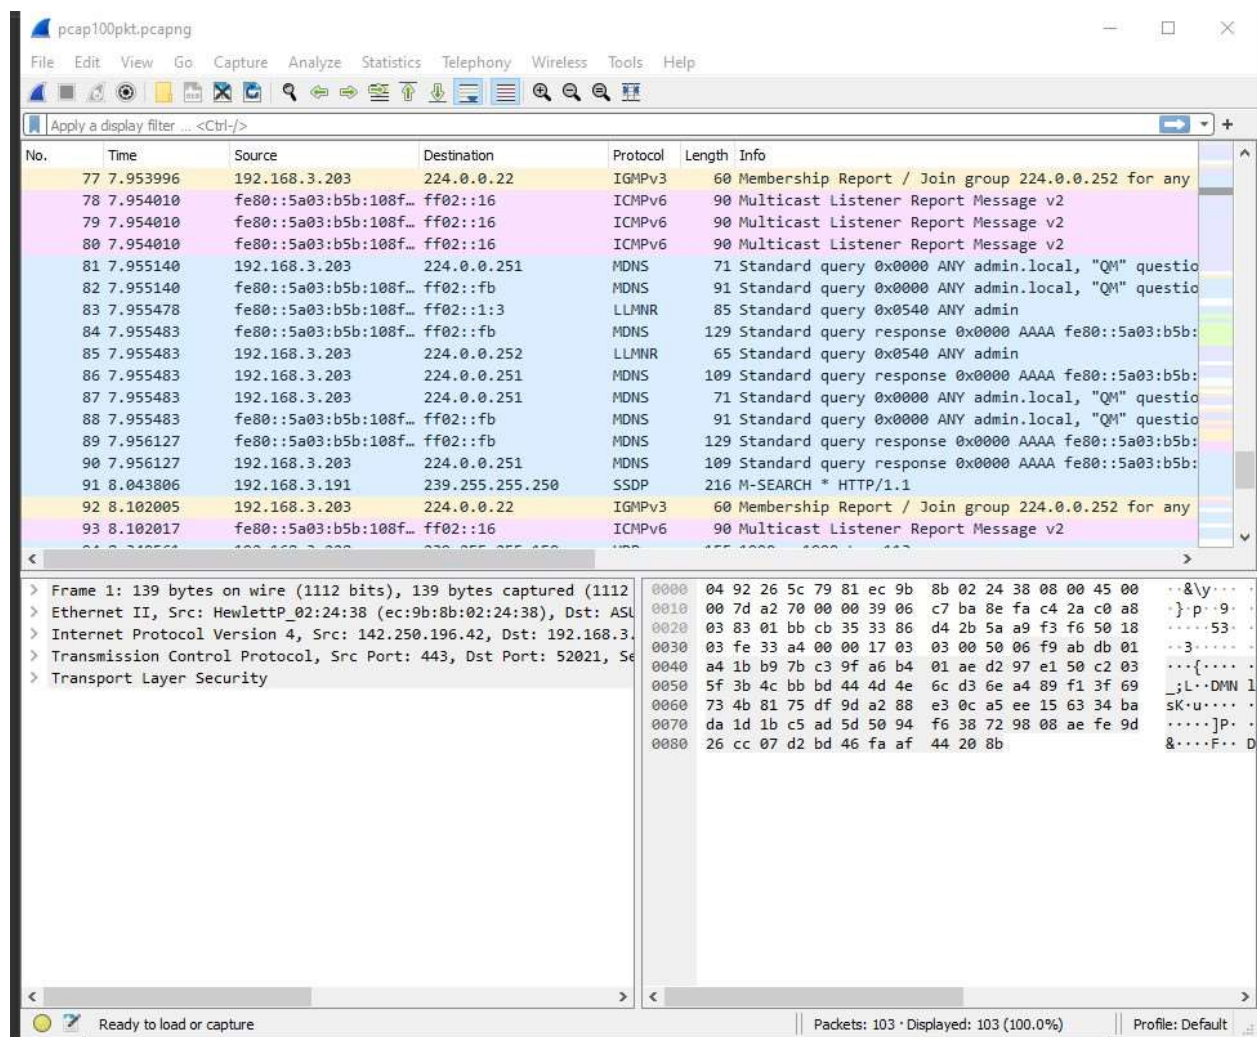 pcap100pkt.pcapng
File Edit View Go Capture Analyze Statistics Telephony Wireless Tools Help
Apply a display filter ... <Ctrl-/>
No. Time Source Destination Protocol Length Info
77 7.953996 192.168.3.203 224.0.0.22 IGMPv3 60 Membership Report / Join group 224.0.0.252 for any
78 7.954010 fe80::5a03:b5b:108f… ff02::16 ICMPv6 90 Multicast Listener Report Message v2
79 7.954010 fe80::5a03:b5b:108f… ff02::16 ICMPv6 90 Multicast Listener Report Message v2
80 7.954010 fe80::5a03:b5b:108f… ff02::16 ICMPv6 90 Multicast Listener Report Message v2
81 7.955140 192.168.3.203 224.0.0.251 MDNS 71 Standard query 0x0000 ANY admin.local, "QM" questio
82 7.955140 fe80::5a03:b5b:108f… ff02::fb MDNS 91 Standard query 0x0000 ANY admin.local, "QM" questio
83 7.955478 fe80::5a03:b5b:108f… ff02::1:3 LLMNR 85 Standard query 0x0540 ANY admin
84 7.955483 fe80::5a03:b5b:108f… ff02::fb MDNS 129 Standard query response 0x0000 AAAA fe80::5a03:b5b:
85 7.955483 192.168.3.203 224.0.0.252 LLMNR 65 Standard query 0x0540 ANY admin
86 7.955483 192.168.3.203 224.0.0.251 MDNS 109 Standard query response 0x0000 AAAA fe80::5a03:b5b:
87 7.955483 192.168.3.203 224.0.0.251 MDNS 71 Standard query 0x0000 ANY admin.local, "QM" questio
88 7.955483 fe80::5a03:b5b:108f… ff02::fb MDNS 91 Standard query 0x0000 ANY admin.local, "QM" questio
89 7.956127 fe80::5a03:b5b:108f… ff02::fb MDNS 129 Standard query response 0x0000 AAAA fe80::5a03:b5b:
90 7.956127 192.168.3.203 224.0.0.251 MDNS 109 Standard query response 0x0000 AAAA fe80::5a03:b5b:
91 8.043806 192.168.3.191 239.255.255.250 SSDP 216 M-SEARCH * HTTP/1.1
92 8.102005 192.168.3.203 224.0.0.22 IGMPv3 60 Membership Report / Join group 224.0.0.252 for any
93 8.102017 fe80::5a03:b5b:108f… ff02::16 ICMPv6 90 Multicast Listener Report Message v2
> Frame 1: 139 bytes on wire (1112 bits), 139 bytes captured (1112
> Ethernet II, Src: HewlettP_02:24:38 (ec:9b:8b:02:24:38), Dst: ASU
> Internet Protocol Version 4, Src: 142.250.196.42, Dst: 192.168.3.
> Transmission Control Protocol, Src Port: 443, Dst Port: 52021, Se
> Transport Layer Security
0000 04 92 26 5c 79 81 ec 9b 8b 02 24 38 08 00 45 00 ··&\y··· ·
0010 00 7d a2 70 00 00 39 06 c7 ba 8e fa c4 2a c0 a8 ·}·p··9· ·
0020 03 83 01 bb cb 35 33 86 d4 2b 5a a9 f3 f6 50 18 ·····53· ·
0030 03 fe 33 a4 00 00 17 03 03 00 50 06 f9 ab db 01 ··3····· ·
0040 a4 1b b9 7b c3 9f a6 b4 01 ae d2 97 e1 50 c2 03 ···{···· ·
0050 5f 3b 4c bb bd 44 4d 4e 6c d3 6e a4 89 f1 3f 69 _;L··DMN l
0060 73 4b 81 75 df 9d a2 88 e3 0c a5 ee 15 63 34 ba sK·u···· ·
0070 da 1d 1b c5 ad 5d 50 94 f6 38 72 98 08 ae fe 9d ·····]P· ·
0080 26 cc 07 d2 bd 46 fa af 44 20 8b &····F·· D
Ready to load or capture
Packets: 103 · Displayed: 103 (100.0%)
Profile: Default